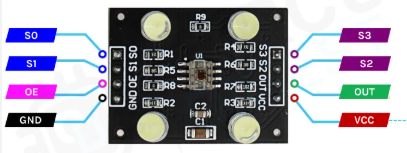 S0
S1
OE
GND
R9
R1
R5
R8
R2
GND OE S1 S0
U1
C2
C1
R4
R6
R7
R3
S3 S2 OUT VCC
S3
S2
OUT
VCC